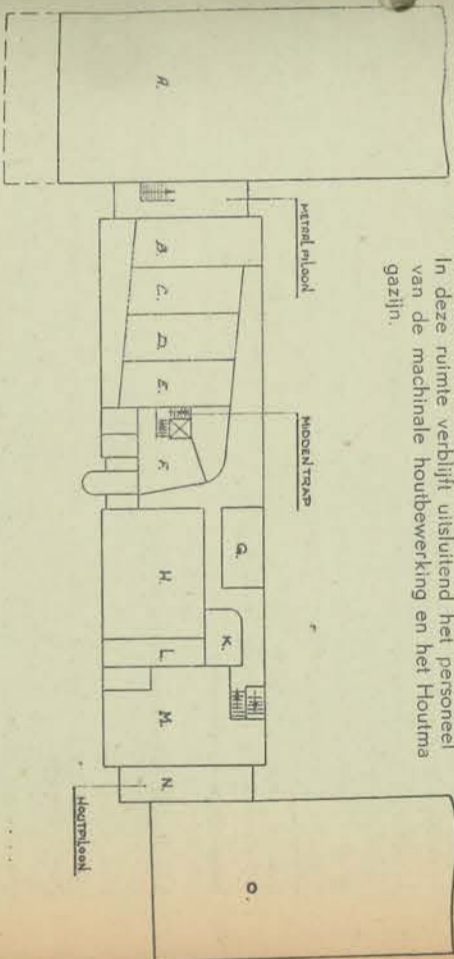 In deze ruimte verblijft uitsluitend het personeel
van de machinale houtbewerking en het Houtma
gazijn.
METAALPILOON
MIDDENTRAP
HOUTPILOON
A.
B.
C.
D.
E.
F.
G.
H.
K.
L.
M.
N.
O.